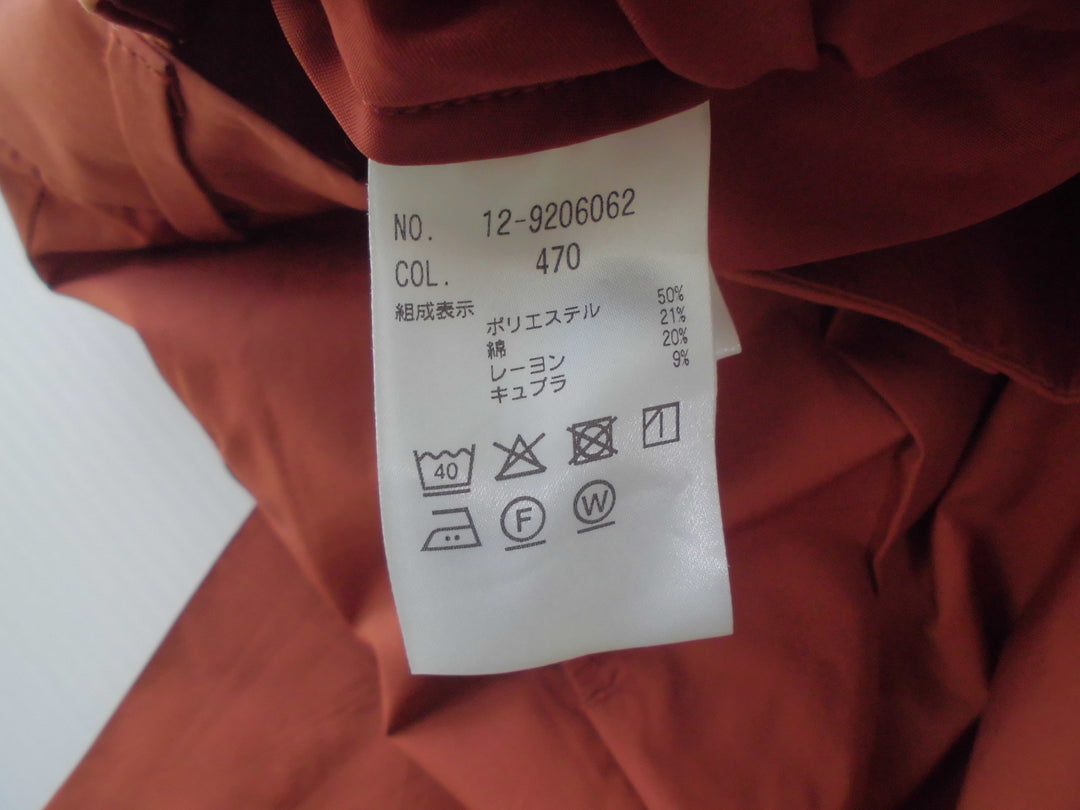 NO. 12-9206062
COL. 470
組成表示
ポリエステル 50%
綿 21%
レーヨン 20%
キュプラ 9%
40
F W